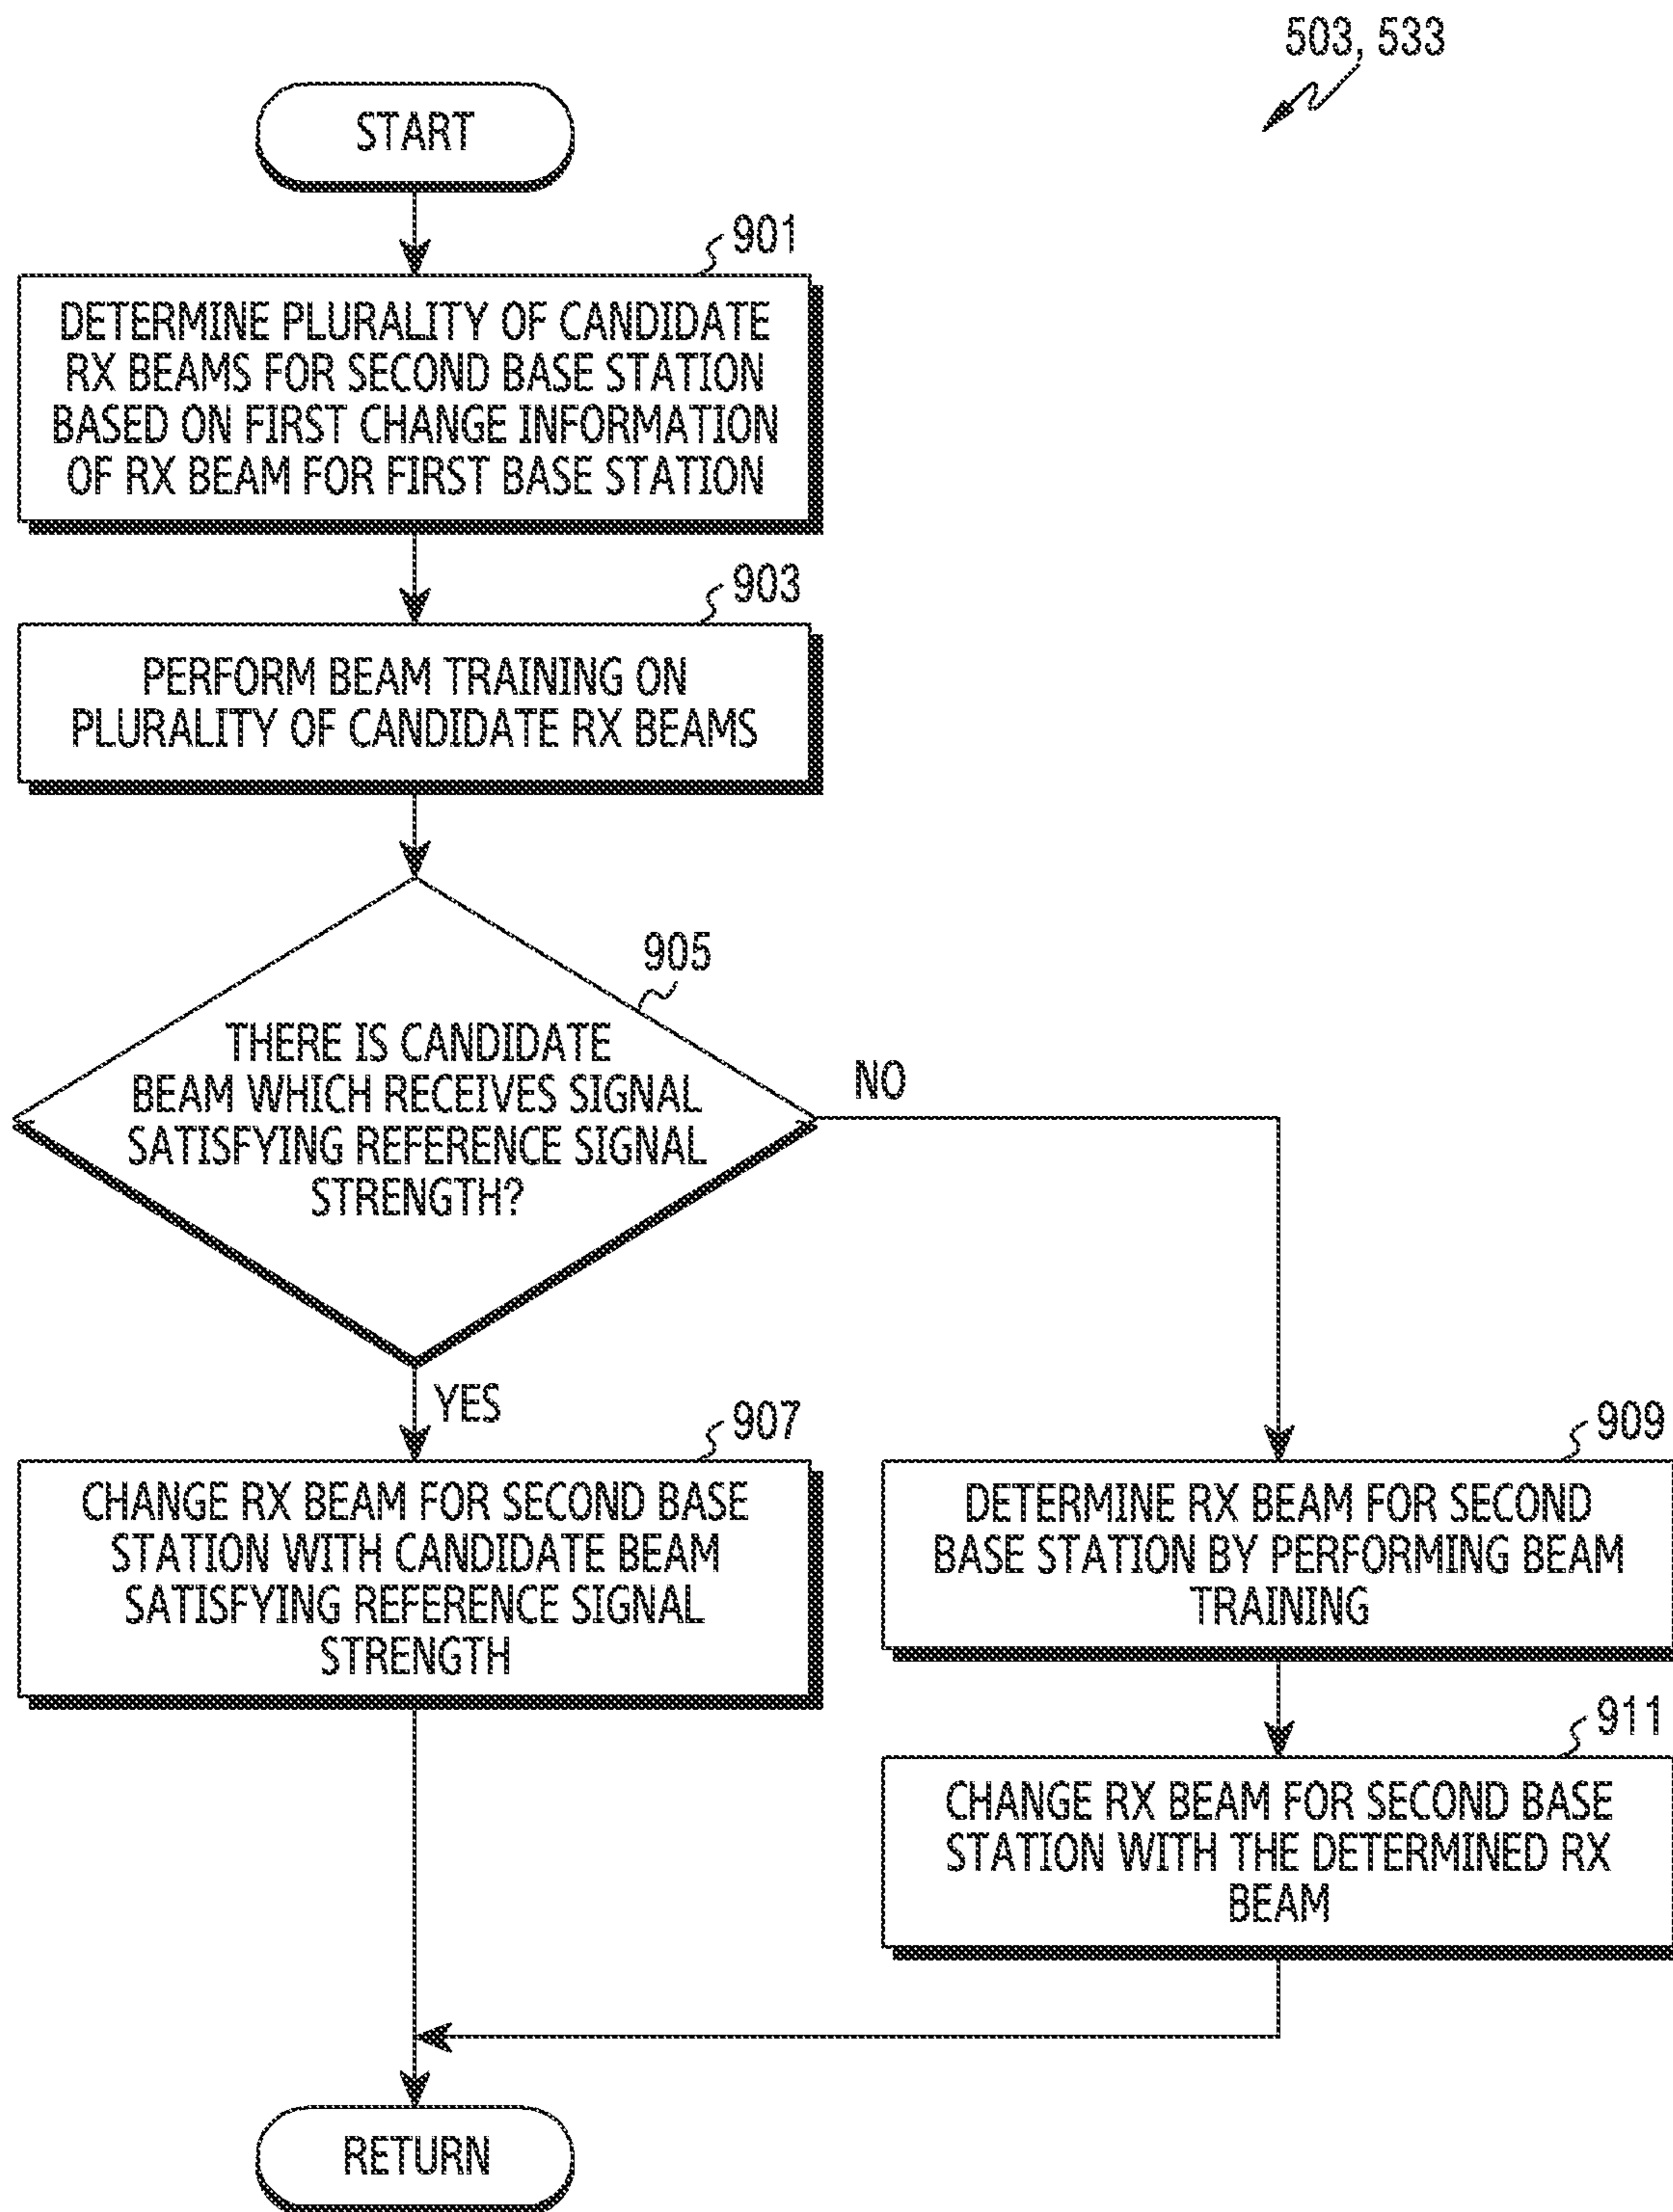 503, 533
START
901
DETERMINE PLURALITY OF CANDIDATE
RX BEAMS FOR SECOND BASE STATION
BASED ON FIRST CHANGE INFORMATION
OF RX BEAM FOR FIRST BASE STATION
903
PERFORM BEAM TRAINING ON
PLURALITY OF CANDIDATE RX BEAMS
905
THERE IS CANDIDATE
BEAM WHICH RECEIVES SIGNAL
SATISFYING REFERENCE SIGNAL
STRENGTH?
NO
YES
907
CHANGE RX BEAM FOR SECOND BASE
STATION WITH CANDIDATE BEAM
SATISFYING REFERENCE SIGNAL
STRENGTH
909
DETERMINE RX BEAM FOR SECOND
BASE STATION BY PERFORMING BEAM
TRAINING
911
CHANGE RX BEAM FOR SECOND BASE
STATION WITH THE DETERMINED RX
BEAM
RETURN